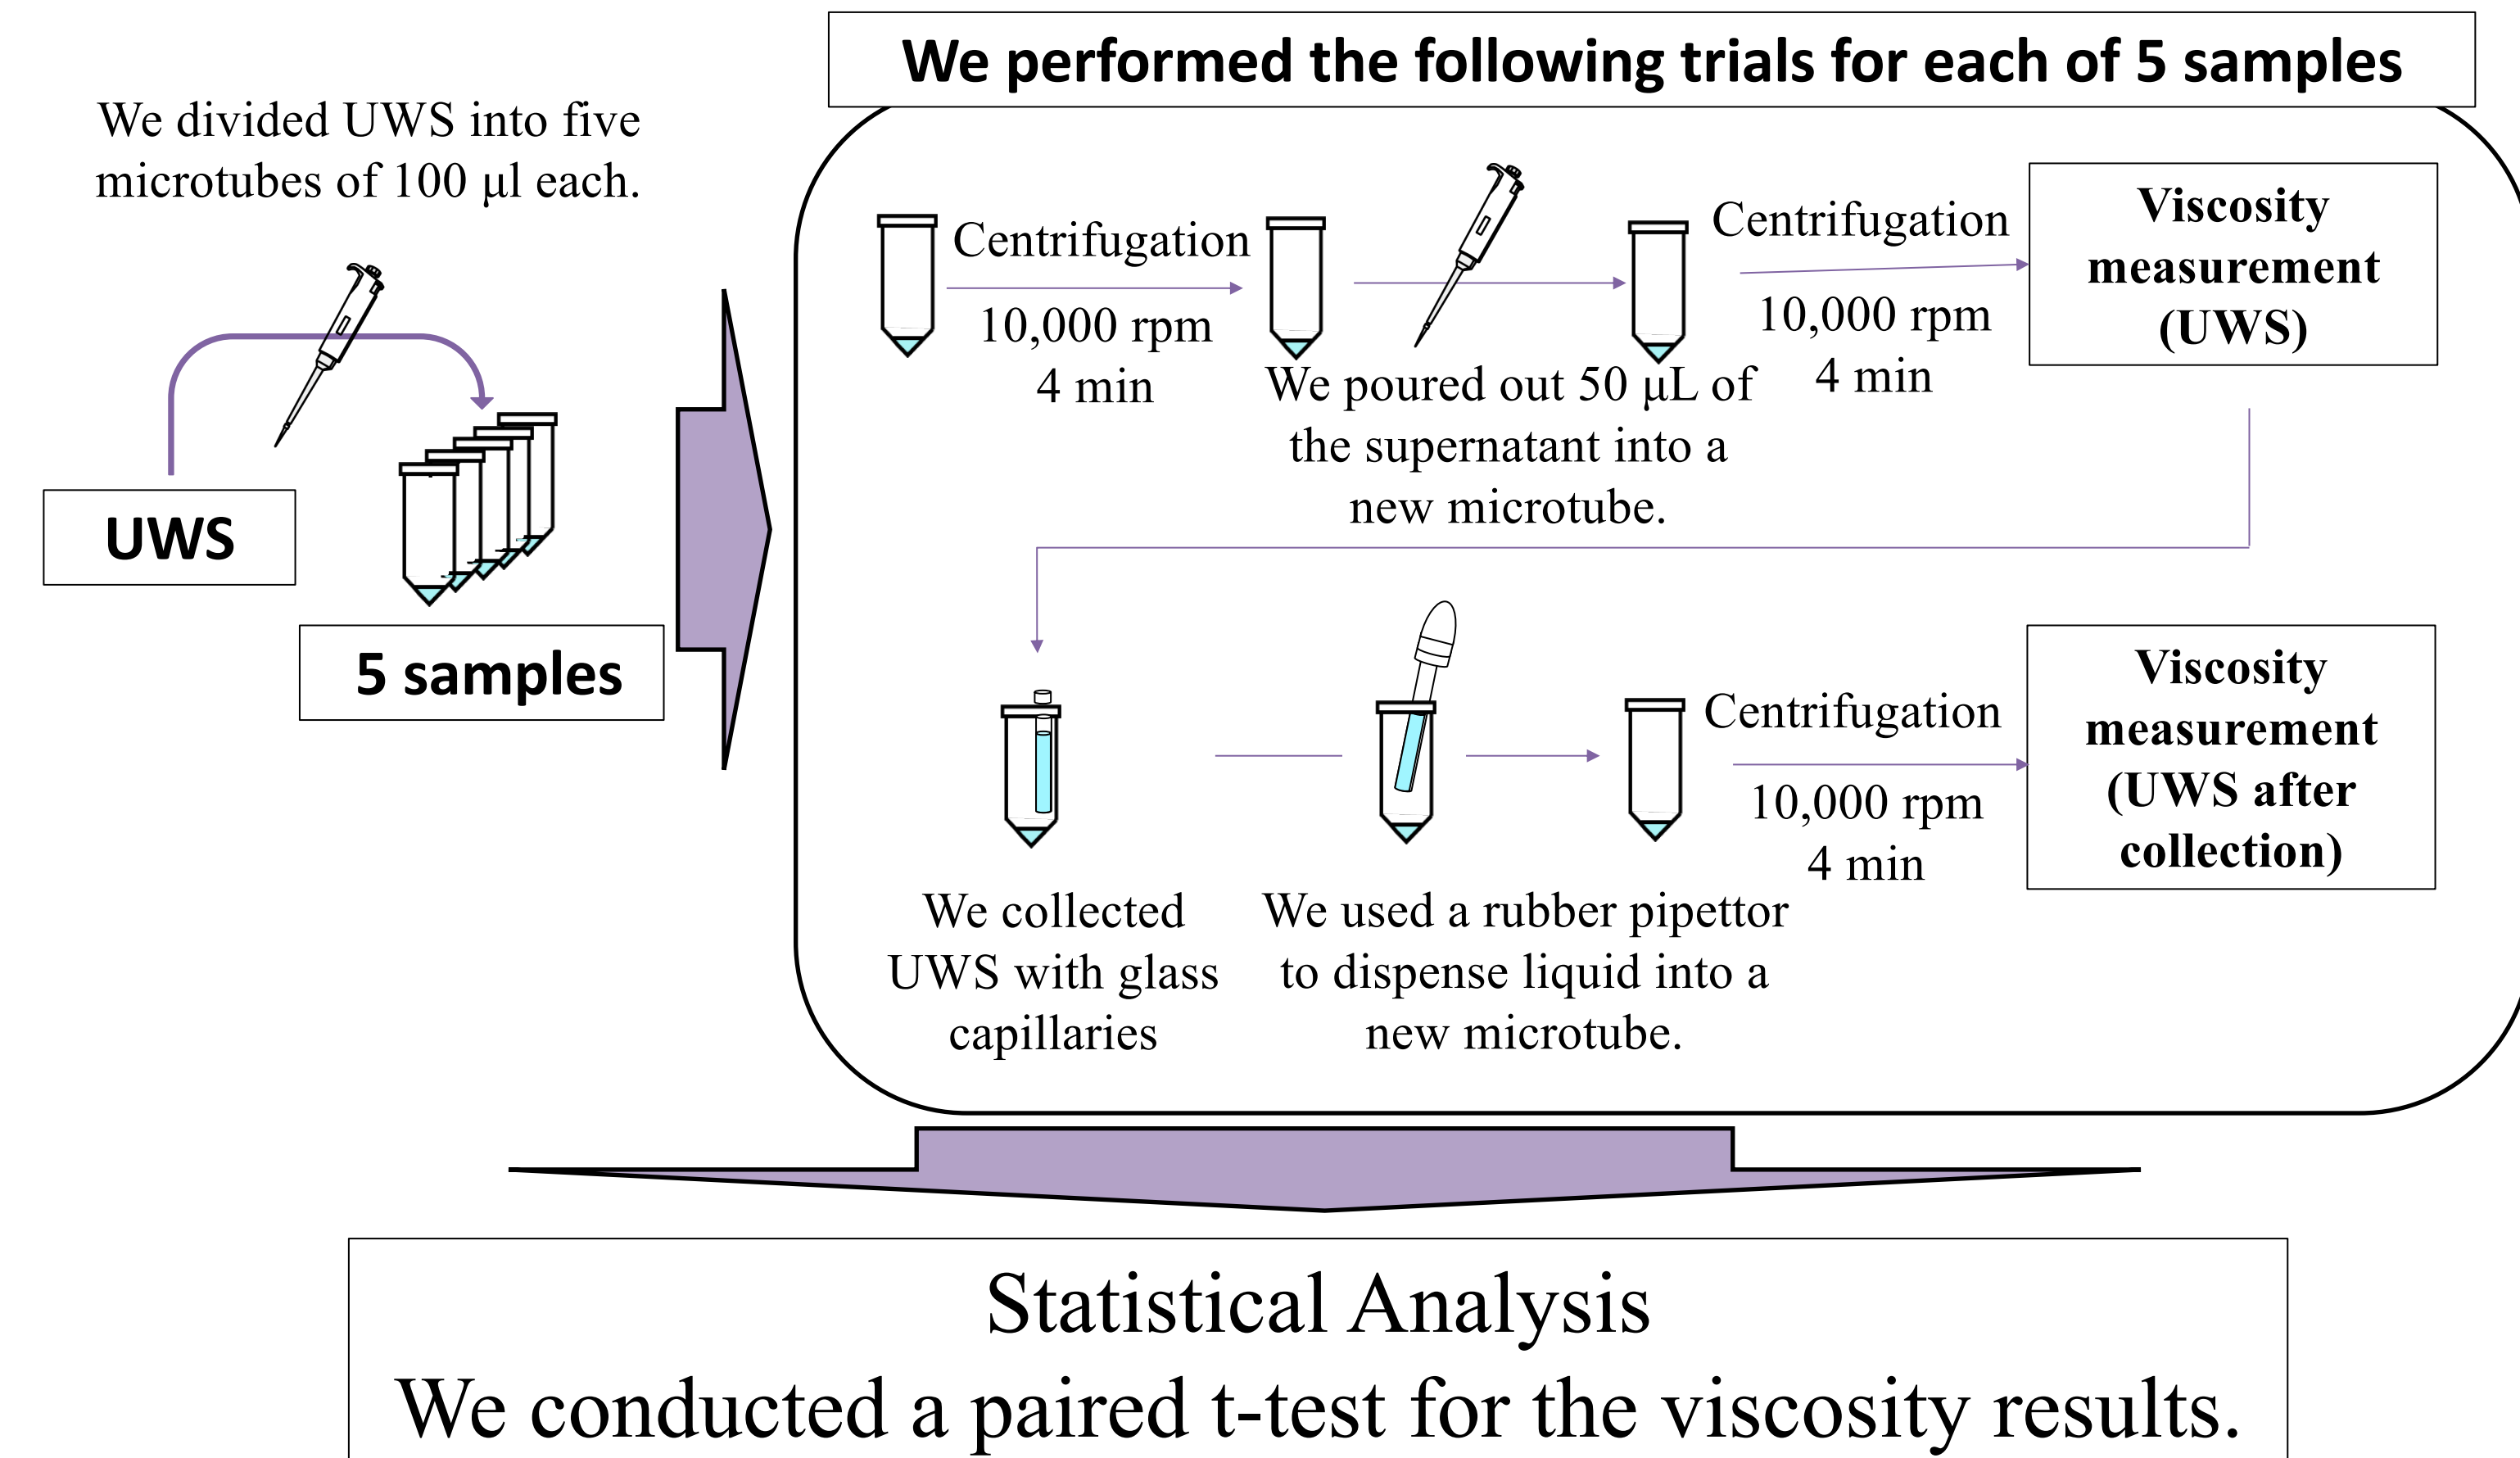 We performed the following trials for each of 5 samples
We divided UWS into five
microtubes of 100 μl each.
UWS
5 samples
Centrifugation
10,000 rpm
4 min
We poured out 50 μL of
the supernatant into a
new microtube.
Centrifugation
10,000 rpm
4 min
Viscosity
measurement
(UWS)
We collected
UWS with glass
capillaries
We used a rubber pipettor
to dispense liquid into a
new microtube.
Centrifugation
10,000 rpm
4 min
Viscosity
measurement
(UWS after
collection)
Statistical Analysis
We conducted a paired t-test for the viscosity results.